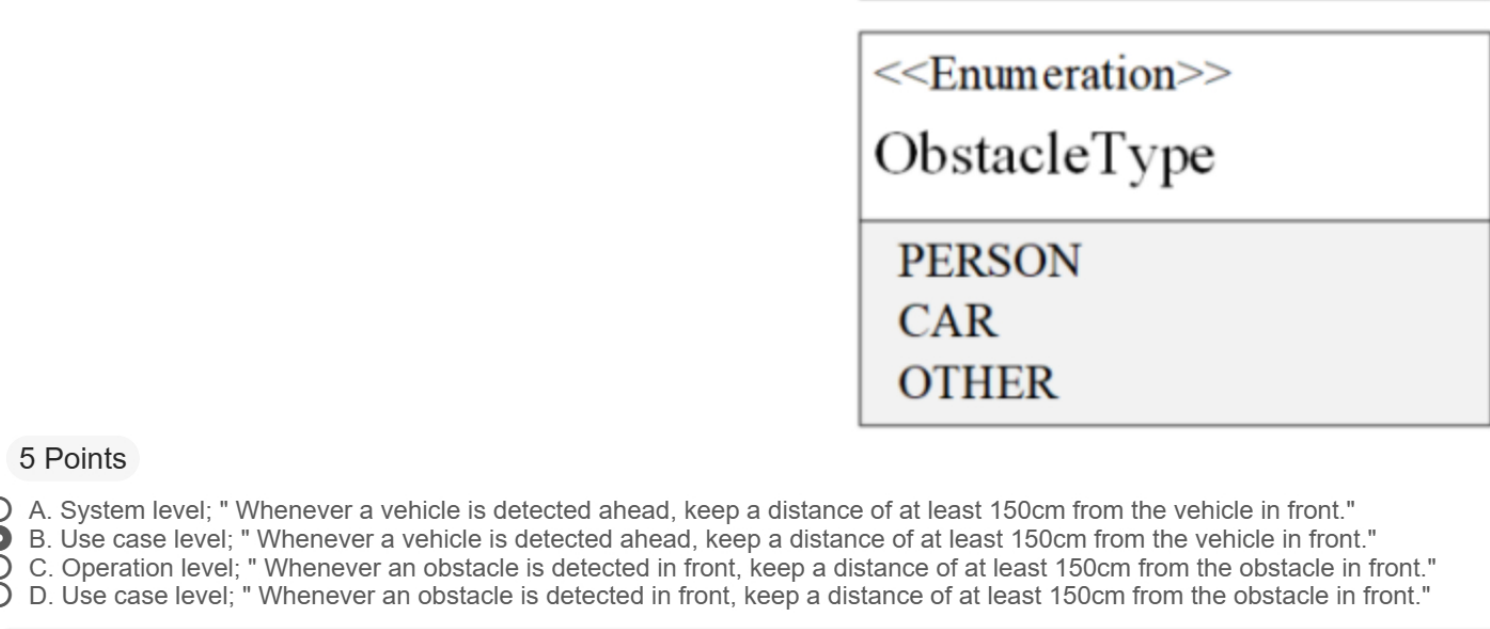 <<Enumeration>>
ObstacleType
PERSON
CAR
OTHER
5 Points
A. System level; " Whenever a vehicle is detected ahead, keep a distance of at least 150cm from the vehicle in front."
B. Use case level; " Whenever a vehicle is detected ahead, keep a distance of at least 150cm from the vehicle in front."
C. Operation level; " Whenever an obstacle is detected in front, keep a distance of at least 150cm from the obstacle in front."
D. Use case level; " Whenever an obstacle is detected in front, keep a distance of at least 150cm from the obstacle in front."